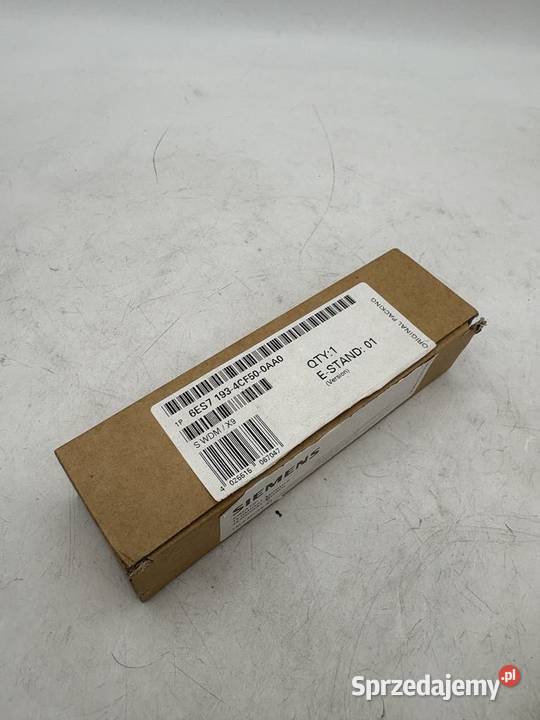 ORIGINAL PACKING
1P 6ES7 193-4CF50-0AA0
QTY:1
E-STAND: 01
(Version)
S WDM / X9
4 025515 067047
SIEMENS
Sprzedajemy.pl